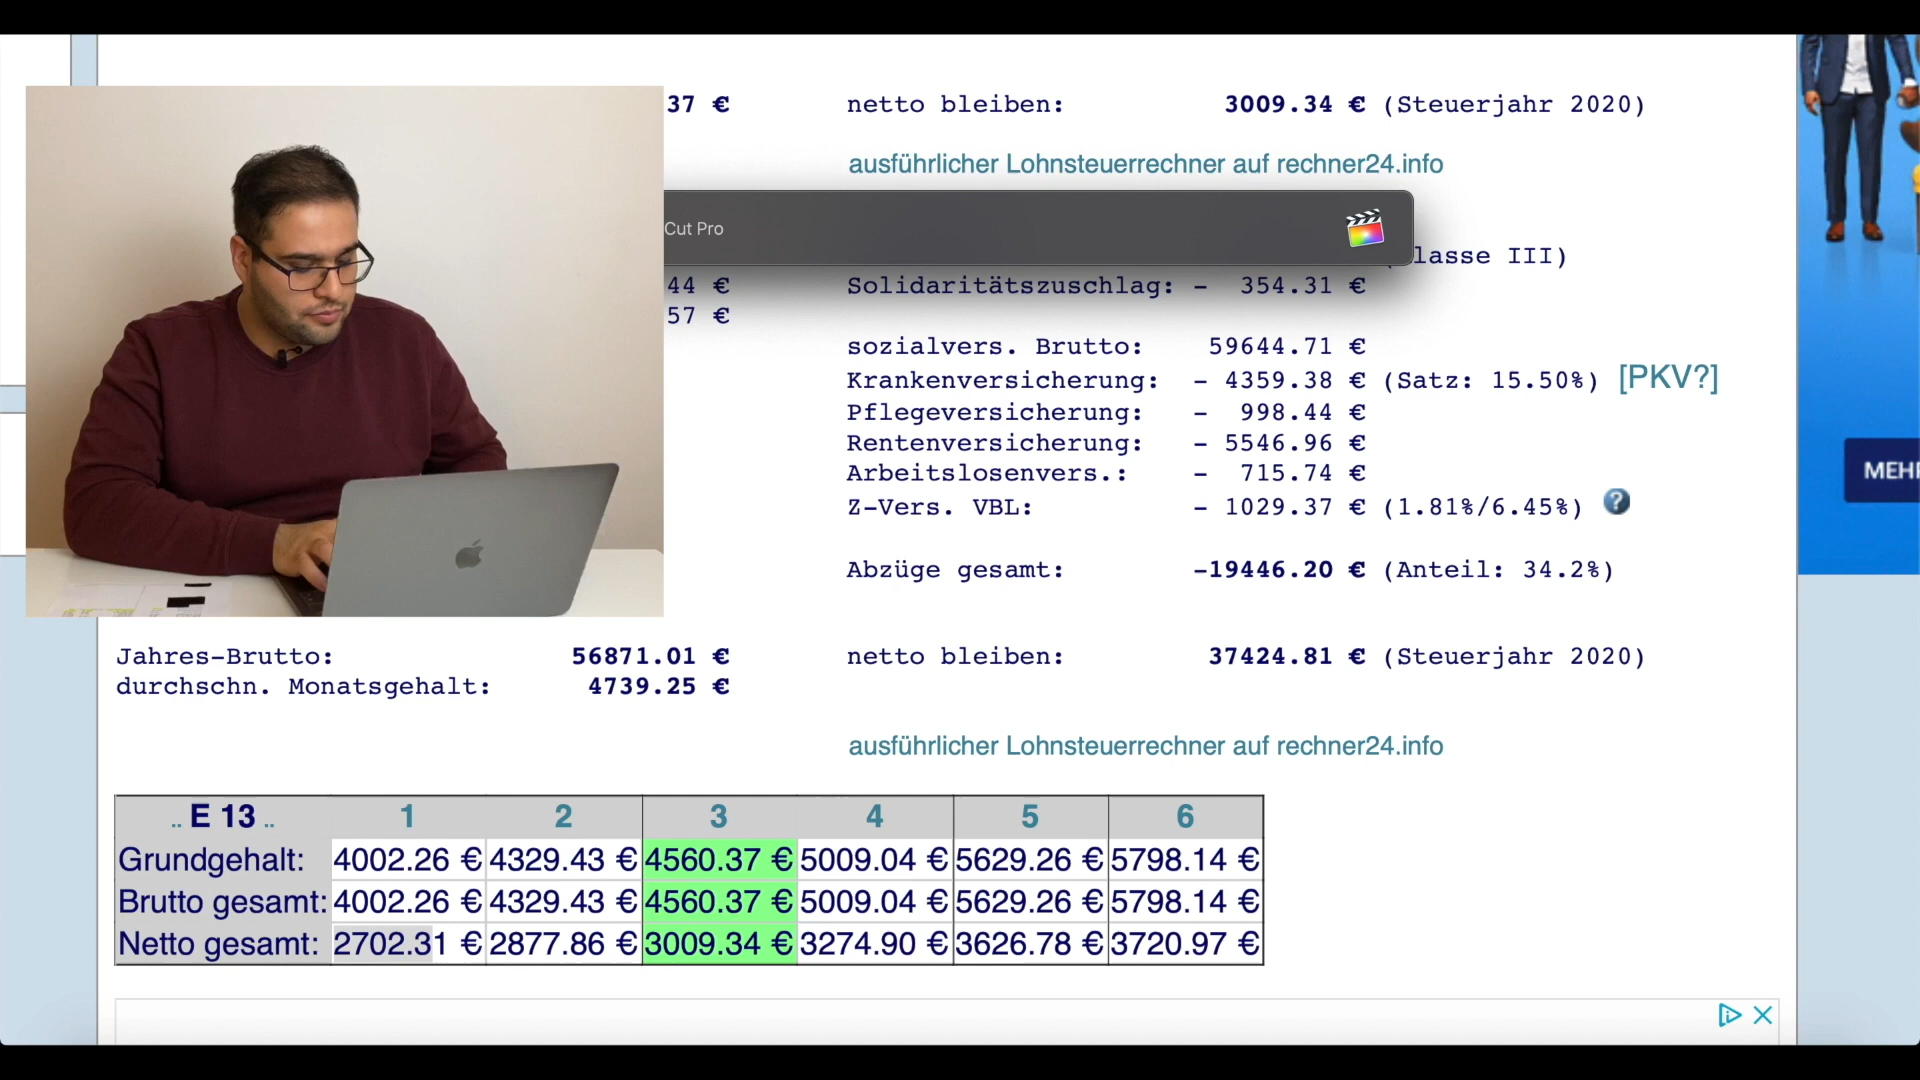 37 €
netto bleiben: 3009.34 € (Steuerjahr 2020)
ausführlicher Lohnsteuerrechner auf rechner24.info
Cut Pro
lasse III)
44 € Solidaritätszuschlag: - 354.31 €
57 €
sozialvers. Brutto: 59644.71 €
Krankenversicherung: - 4359.38 € (Satz: 15.50%) [PKV?]
Pflegeversicherung: - 998.44 €
Rentenversicherung: - 5546.96 €
Arbeitslosenvers.: - 715.74 €
Z-Vers. VBL: - 1029.37 € (1.81%/6.45%) ?
MEHR
Abzüge gesamt: -19446.20 € (Anteil: 34.2%)
Jahres-Brutto: 56871.01 € netto bleiben: 37424.81 € (Steuerjahr 2020)
durchschn. Monatsgehalt: 4739.25 €
ausführlicher Lohnsteuerrechner auf rechner24.info
.. E 13 .. 1 2 3 4 5 6
Grundgehalt: 4002.26 € 4329.43 € 4560.37 € 5009.04 € 5629.26 € 5798.14 €
Brutto gesamt: 4002.26 € 4329.43 € 4560.37 € 5009.04 € 5629.26 € 5798.14 €
Netto gesamt: 2702.31 € 2877.86 € 3009.34 € 3274.90 € 3626.78 € 3720.97 €